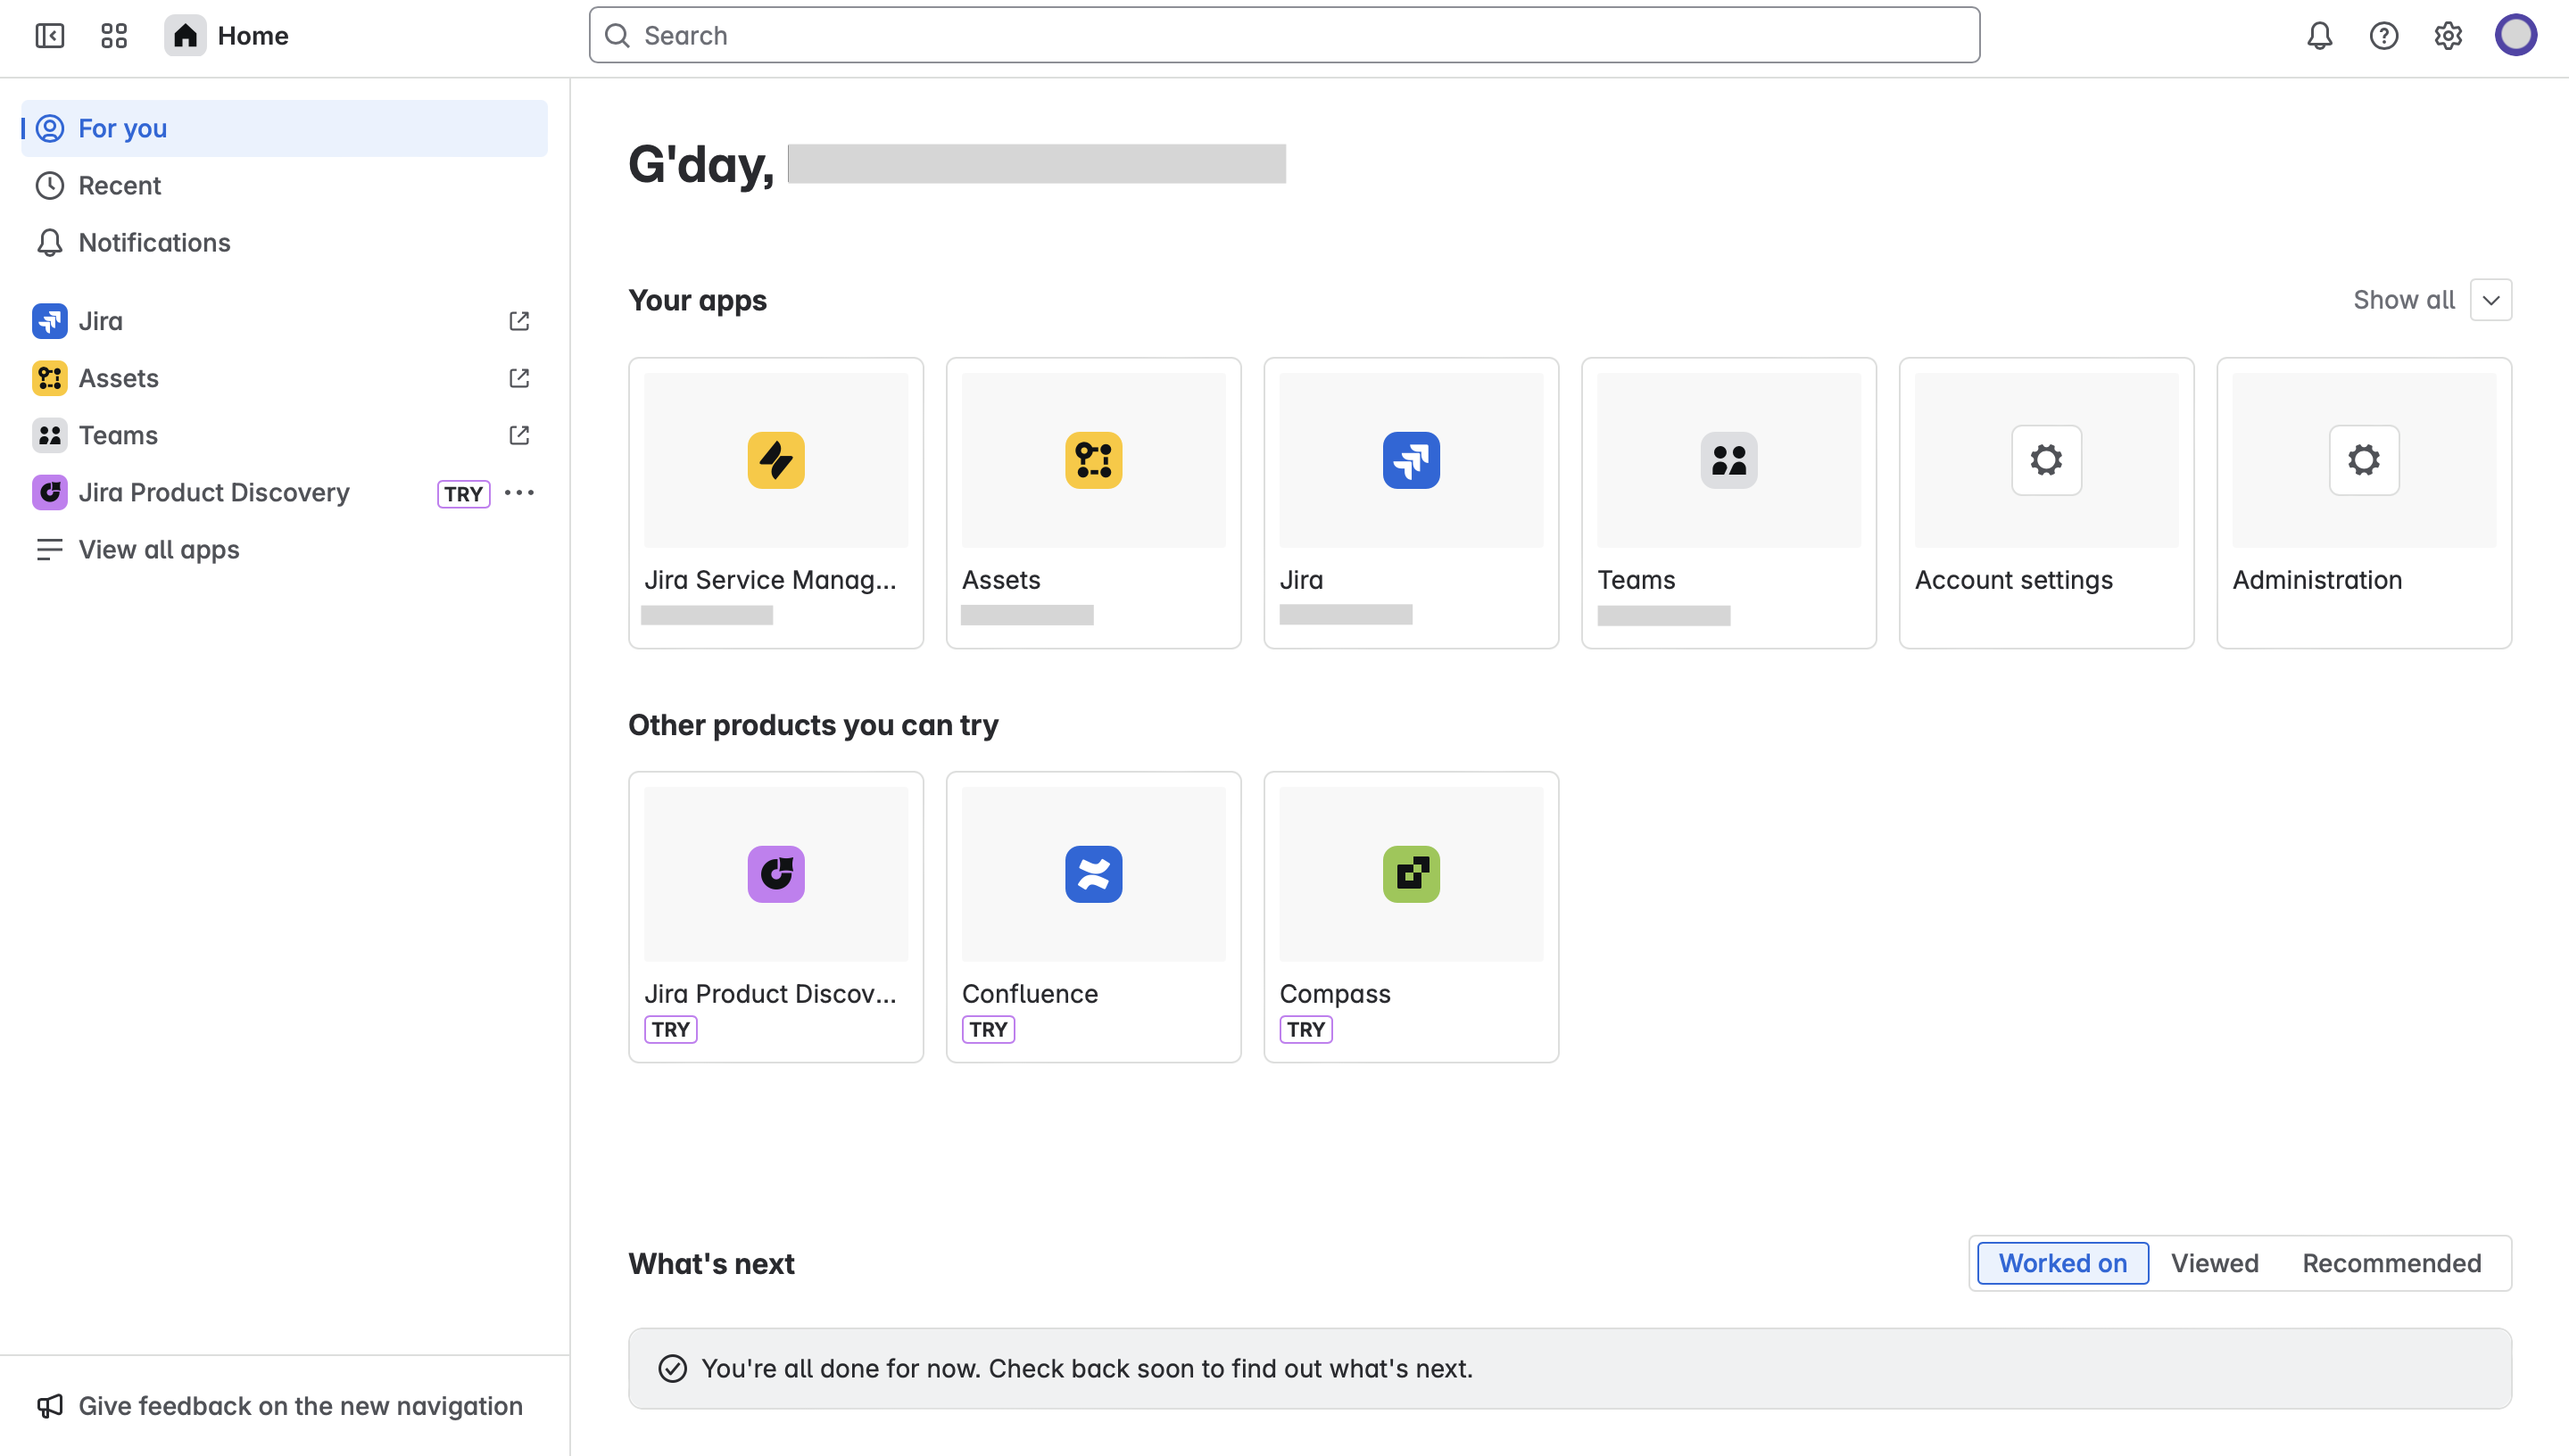 Home
Search
For you
Recent
Notifications
Jira
Assets
Teams
Jira Product Discovery TRY
View all apps
Give feedback on the new navigation
G'day,
Your apps
Show all
Jira Service Manag...
Assets
Jira
Teams
Account settings
Administration
Other products you can try
Jira Product Discov...
TRY
Confluence
TRY
Compass
TRY
What's next
Worked on
Viewed
Recommended
You're all done for now. Check back soon to find out what's next.